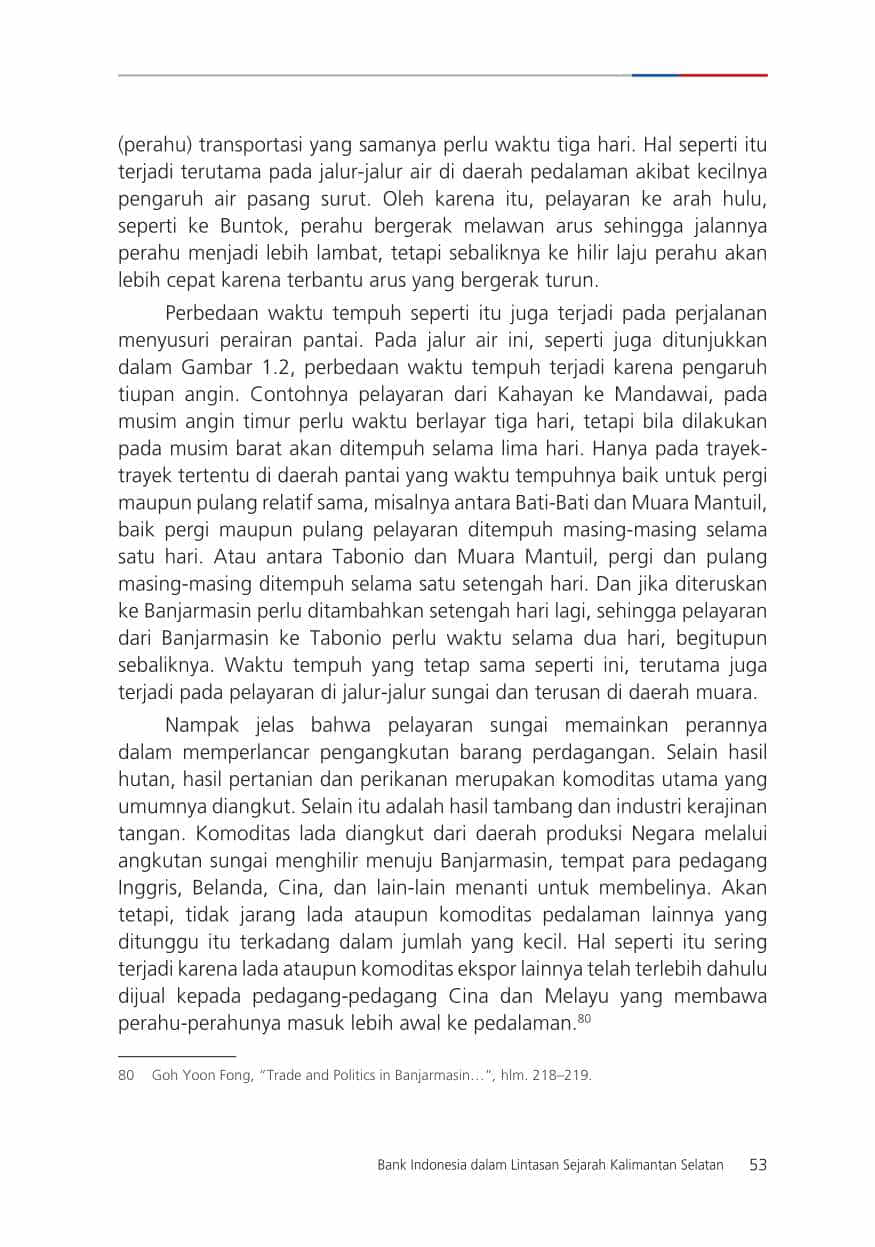 (perahu) transportasi yang samanya perlu waktu tiga hari. Hal seperti itu
terjadi terutama pada jalur-jalur air di daerah pedalaman akibat kecilnya
pengaruh air pasang surut. Oleh karena itu, pelayaran ke arah hulu,
seperti ke Buntok, perahu bergerak melawan arus sehingga jalannya
perahu menjadi lebih lambat, tetapi sebaliknya ke hilir laju perahu akan
lebih cepat karena terbantu arus yang bergerak turun.
Perbedaan waktu tempuh seperti itu juga terjadi pada perjalanan
menyusuri perairan pantai. Pada jalur air ini, seperti juga ditunjukkan
dalam Gambar 1.2, perbedaan waktu tempuh terjadi karena pengaruh
tiupan angin. Contohnya pelayaran dari Kahayan ke Mandawai, pada
musim angin timur perlu waktu berlayar tiga hari, tetapi bila dilakukan
pada musim barat akan ditempuh selama lima hari. Hanya pada trayek-
trayek tertentu di daerah pantai yang waktu tempuhnya baik untuk pergi
maupun pulang relatif sama, misalnya antara Bati-Bati dan Muara Mantuil,
baik pergi maupun pulang pelayaran ditempuh masing-masing selama
satu hari. Atau antara Tabonio dan Muara Mantuil, pergi dan pulang
masing-masing ditempuh selama satu setengah hari. Dan jika diteruskan
ke Banjarmasin perlu ditambahkan setengah hari lagi, sehingga pelayaran
dari Banjarmasin ke Tabonio perlu waktu selama dua hari, begitupun
sebaliknya. Waktu tempuh yang tetap sama seperti ini, terutama juga
terjadi pada pelayaran di jalur-jalur sungai dan terusan di daerah muara.
Nampak jelas bahwa pelayaran sungai memainkan perannya
dalam memperlancar pengangkutan barang perdagangan. Selain hasil
hutan, hasil pertanian dan perikanan merupakan komoditas utama yang
umumnya diangkut. Selain itu adalah hasil tambang dan industri kerajinan
tangan. Komoditas lada diangkut dari daerah produksi Negara melalui
angkutan sungai menghilir menuju Banjarmasin, tempat para pedagang
Inggris, Belanda, Cina, dan lain-lain menanti untuk membelinya. Akan
tetapi, tidak jarang lada ataupun komoditas pedalaman lainnya yang
ditunggu itu terkadang dalam jumlah yang kecil. Hal seperti itu sering
terjadi karena lada ataupun komoditas ekspor lainnya telah terlebih dahulu
dijual kepada pedagang-pedagang Cina dan Melayu yang membawa
perahu-perahunya masuk lebih awal ke pedalaman.80
80 Goh Yoon Fong, “Trade and Politics in Banjarmasin...”, hlm. 218–219.
Bank Indonesia dalam Lintasan Sejarah Kalimantan Selatan 53